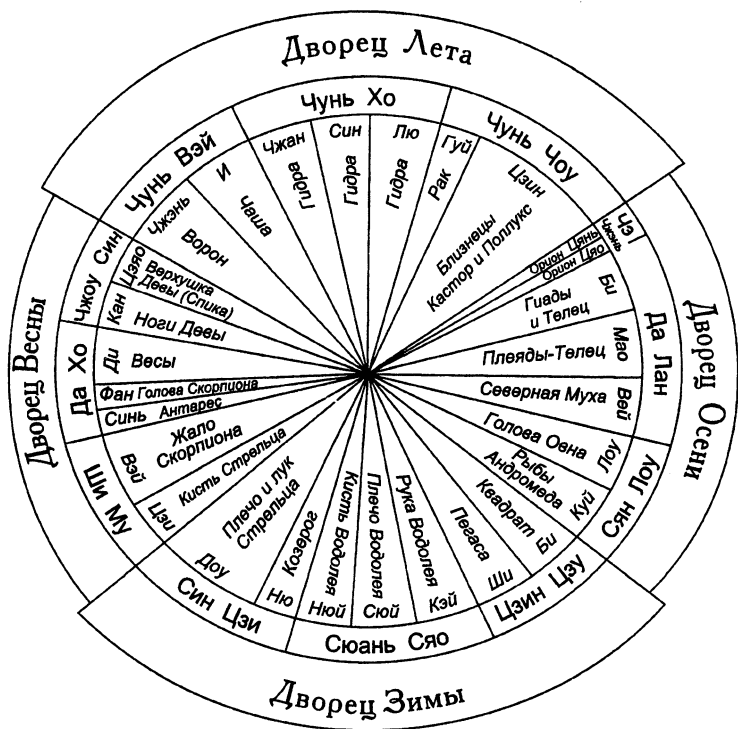 Дворец Лета
Чунь Хо
Чунь Чоу
Чунь Вэй
Чжан
Гидра
Син
Гидра
Лю
Гидра
Гуй
Рак
Цзин
Близнецы
Кастор и Поллукс
И
Чаша
Чжэнь
Ворон
Дворец Осени
Чэ
Да Лан
Сян Лоу
Орион Цянь
Чжэнь
Орион Цяо
Би
Гиады
и Телец
Мао
Плеяды-Телец
Вей
Северная Муха
Лоу
Голова Овна
Куй
Рыбы
Андромеда
Дворец Зимы
Цзин Цзу
Сюань Сяо
Син Цзи
Би
Квадрат
Ши
Пегаса
Кэй
Рука Водолея
Сюй
Плечо Водолея
Нюй
Кисть Водолея
Ню
Козерог
Доу
Плечо и лук
Стрельца
Дворец Весны
Чжоу Син
Да Хо
Ши Му
Цзяо
Верхушка
Девы (Спика)
Кан
Ноги Девы
Ди
Весы
Фан Голова Скорпиона
Синь Антарес
Вэй
Жало
Скорпиона
Цзи
Кисть Стрельца